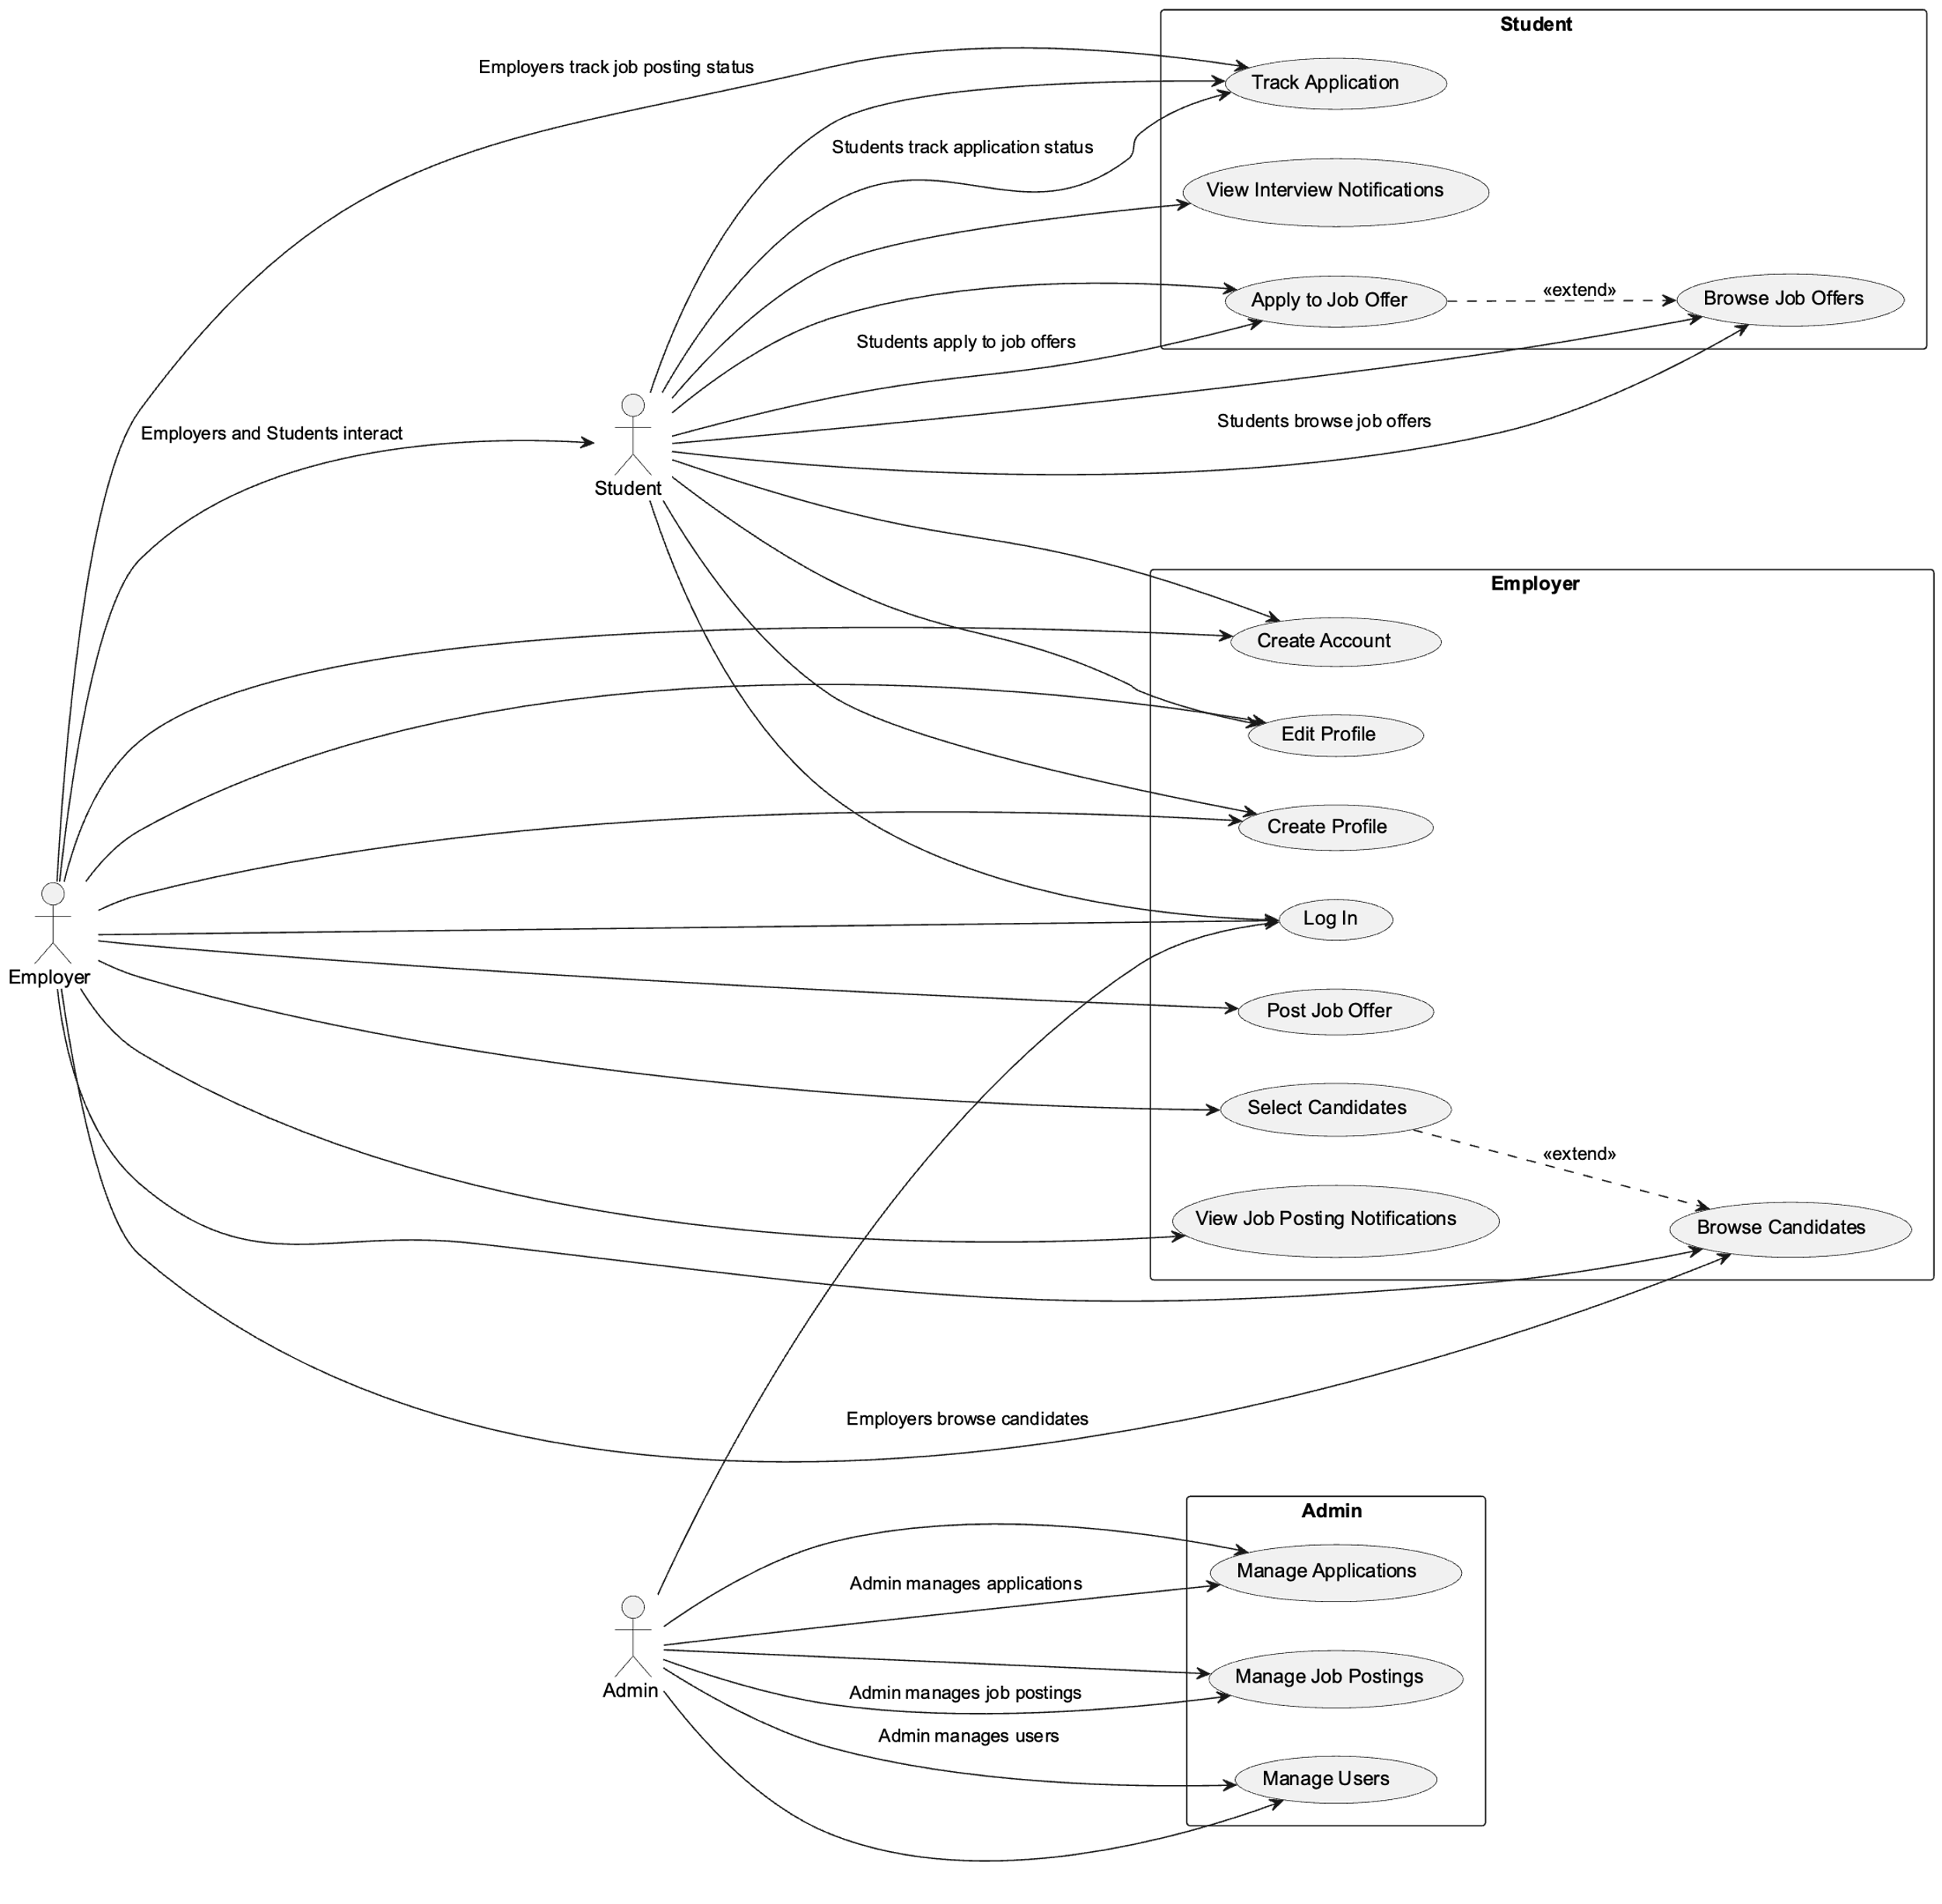 Student
Employers track job posting status
Track Application
Students track application status
View Interview Notifications
Apply to Job Offer
«extend»
Browse Job Offers
Students apply to job offers
Students browse job offers
Employers and Students interact
Student
Employer
Create Account
Edit Profile
Create Profile
Log In
Employer
Post Job Offer
Select Candidates
«extend»
View Job Posting Notifications
Browse Candidates
Employers browse candidates
Admin
Manage Applications
Admin manages applications
Manage Job Postings
Admin
Admin manages job postings
Admin manages users
Manage Users